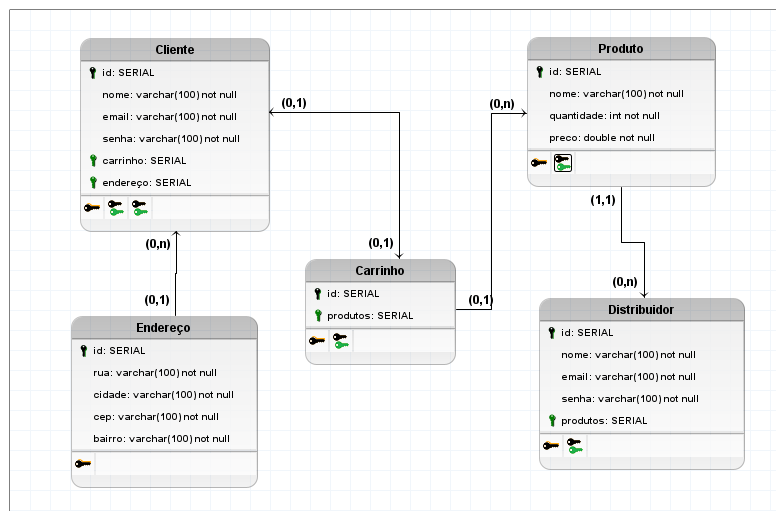 Cliente
id: SERIAL
nome: varchar(100) not null
email: varchar(100) not null
senha: varchar(100) not null
carrinho: SERIAL
endereço: SERIAL
(0,1)
(0,1)
(0,n)
(0,1)
Endereço
id: SERIAL
rua: varchar(100) not null
cidade: varchar(100) not null
cep: varchar(100) not null
bairro: varchar(100) not null
Carrinho
id: SERIAL
produtos: SERIAL
(0,1)
(0,n)
Produto
id: SERIAL
nome: varchar(100) not null
quantidade: int not null
preco: double not null
(1,1)
(0,n)
Distribuidor
id: SERIAL
nome: varchar(100) not null
email: varchar(100) not null
senha: varchar(100) not null
produtos: SERIAL